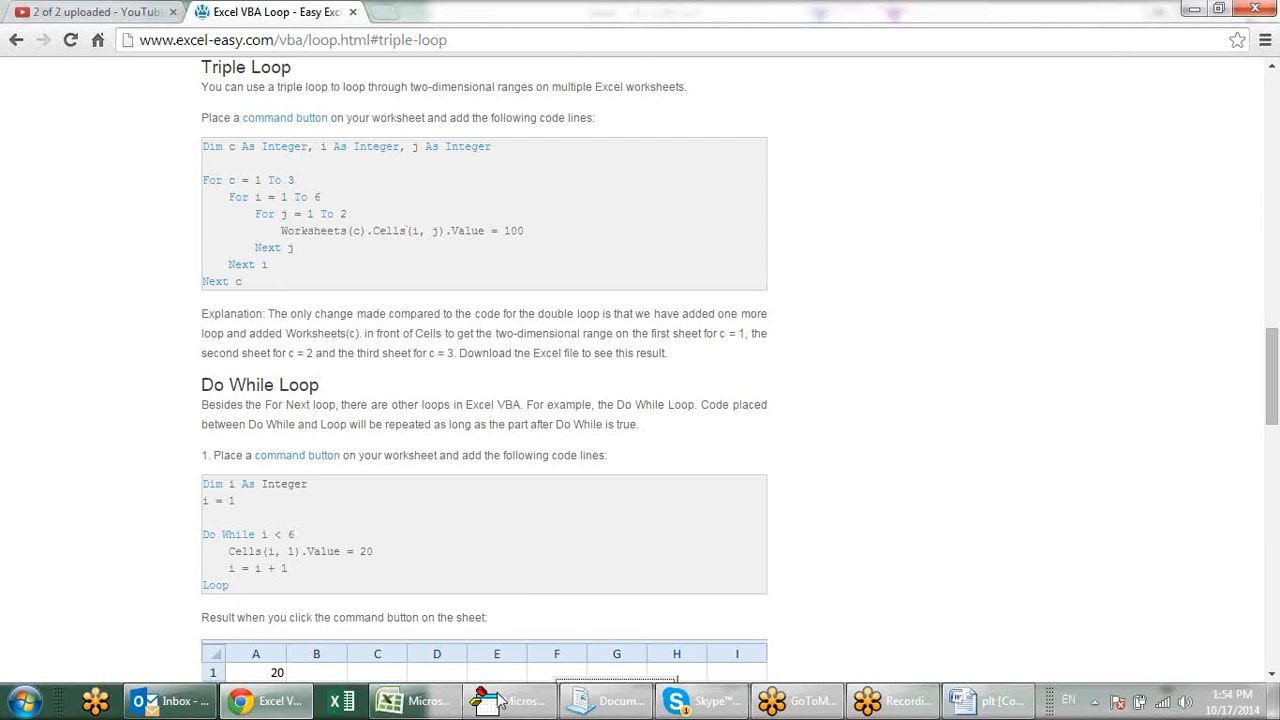 2 of 2 uploaded - YouTub
Excel VBA Loop - Easy Exc
www.excel-easy.com/vba/loop.html#triple-loop
Triple Loop
You can use a triple loop to loop through two-dimensional ranges on multiple Excel worksheets.
Place a command button on your worksheet and add the following code lines:
Dim c As Integer, i As Integer, j As Integer
For c = 1 To 3
For i = 1 To 6
For j = 1 To 2
Worksheets(c).Cells(i, j).Value = 100
Next j
Next i
Next c
Explanation: The only change made compared to the code for the double loop is that we have added one more
loop and added Worksheets(c). in front of Cells to get the two-dimensional range on the first sheet for c = 1, the
second sheet for c = 2 and the third sheet for c = 3. Download the Excel file to see this result.
Do While Loop
Besides the For Next loop, there are other loops in Excel VBA. For example, the Do While Loop. Code placed
between Do While and Loop will be repeated as long as the part after Do While is true.
1. Place a command button on your worksheet and add the following code lines:
Dim i As Integer
i = 1
Do While i < 6
Cells(i, 1).Value = 20
i = i + 1
Loop
Result when you click the command button on the sheet:
A B C D E F G H I
1 20
Inbox - ... Excel V... Micros... Micros... Docum... Skype™... GoToM... Recordi... plt [Co... EN 1:54 PM
10/17/2014